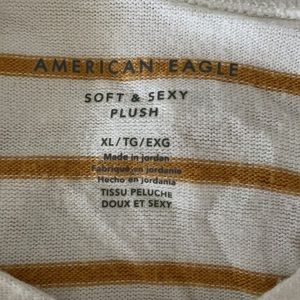 AMERICAN EAGLE
SOFT & SEXY
PLUSH
XL/TG/EXG
Made in jordan
Fabriqué en jordanie
Hecho en jordania
TISSU PELUCHE
DOUX ET SEXY